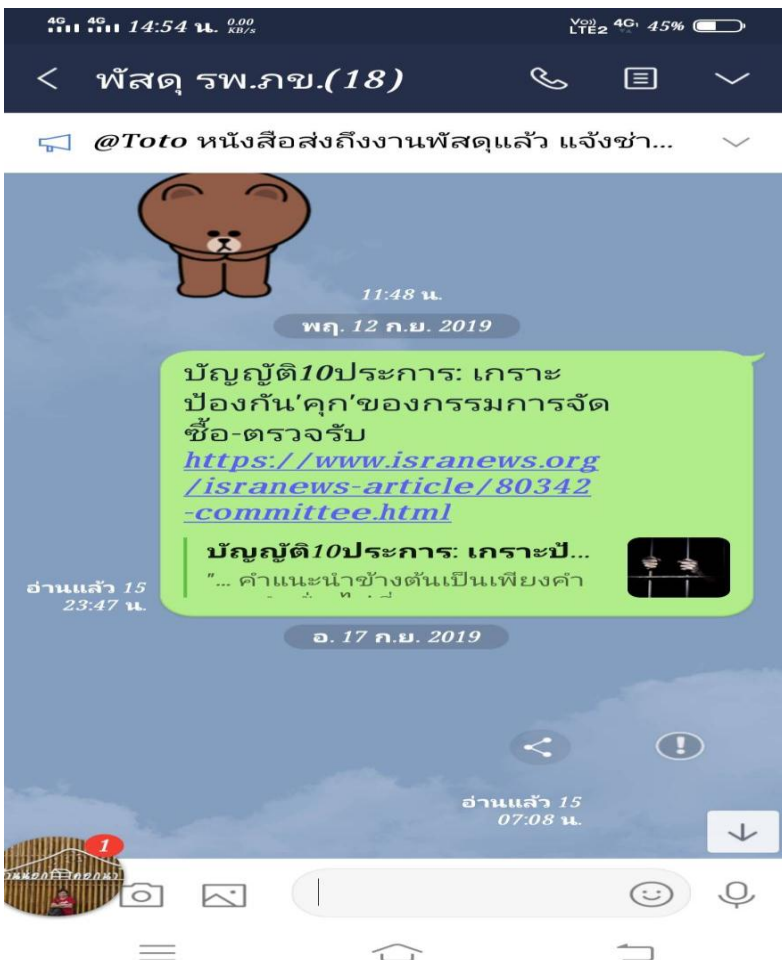 4G 4G 14:54 น. 0.00 KB/s VoLTE2 4G 45%
พัสดุ รพ.ภข.(18)
@Toto หนังสือส่งถึงงานพัสดุแล้ว แจ้งช่า...
11:48 น.
พฤ. 12 ก.ย. 2019
บัญญัติ10ประการ: เกราะ
ป้องกัน'คุก'ของกรรมการจัด
ซื้อ-ตรวจรับ
https://www.isranews.org
/isranews-article/80342
-committee.html
บัญญัติ10ประการ: เกราะป้...
"... คำแนะนำข้างต้นเป็นเพียงคำ
อ่านแล้ว 15
23:47 น.
อ. 17 ก.ย. 2019
อ่านแล้ว 15
07:08 น.
1